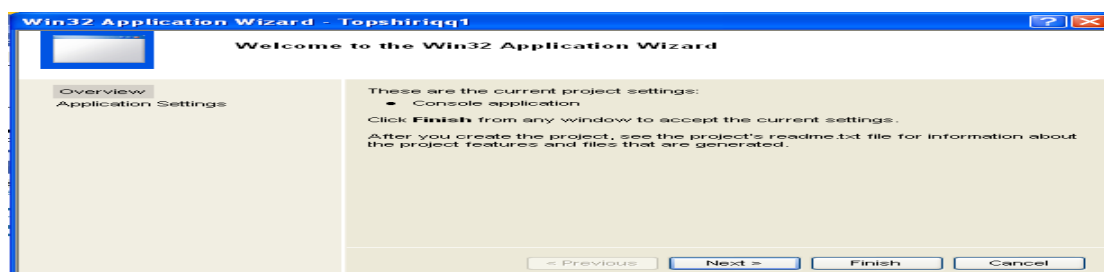 Win32 Application Wizard - Topshiriqq1
Welcome to the Win32 Application Wizard
Overview
Application Settings
These are the current project settings:
• Console application
Click Finish from any window to accept the current settings.
After you create the project, see the project's readme.txt file for information about
the project features and files that are generated.
< Previous Next > Finish Cancel